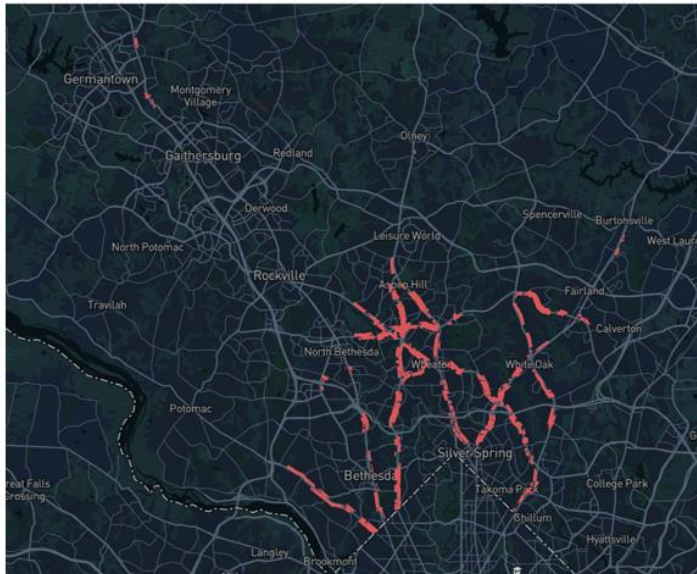 Germantown
Montgomery
Village
Olney
Gaithersburg
Redland
Derwood
Spencerville
Burtonsville
Leisure World
West Laur
North Potomac
Rockville
Aspen Hill
Fairland
Travilah
Calverton
North Bethesda
Wheaton
White Oak
Potomac
Silver Spring
Bethesda
reat Falls
Crossing
Takoma Park
College Park
Chillum
Hyattsville
Langley
Brookmont